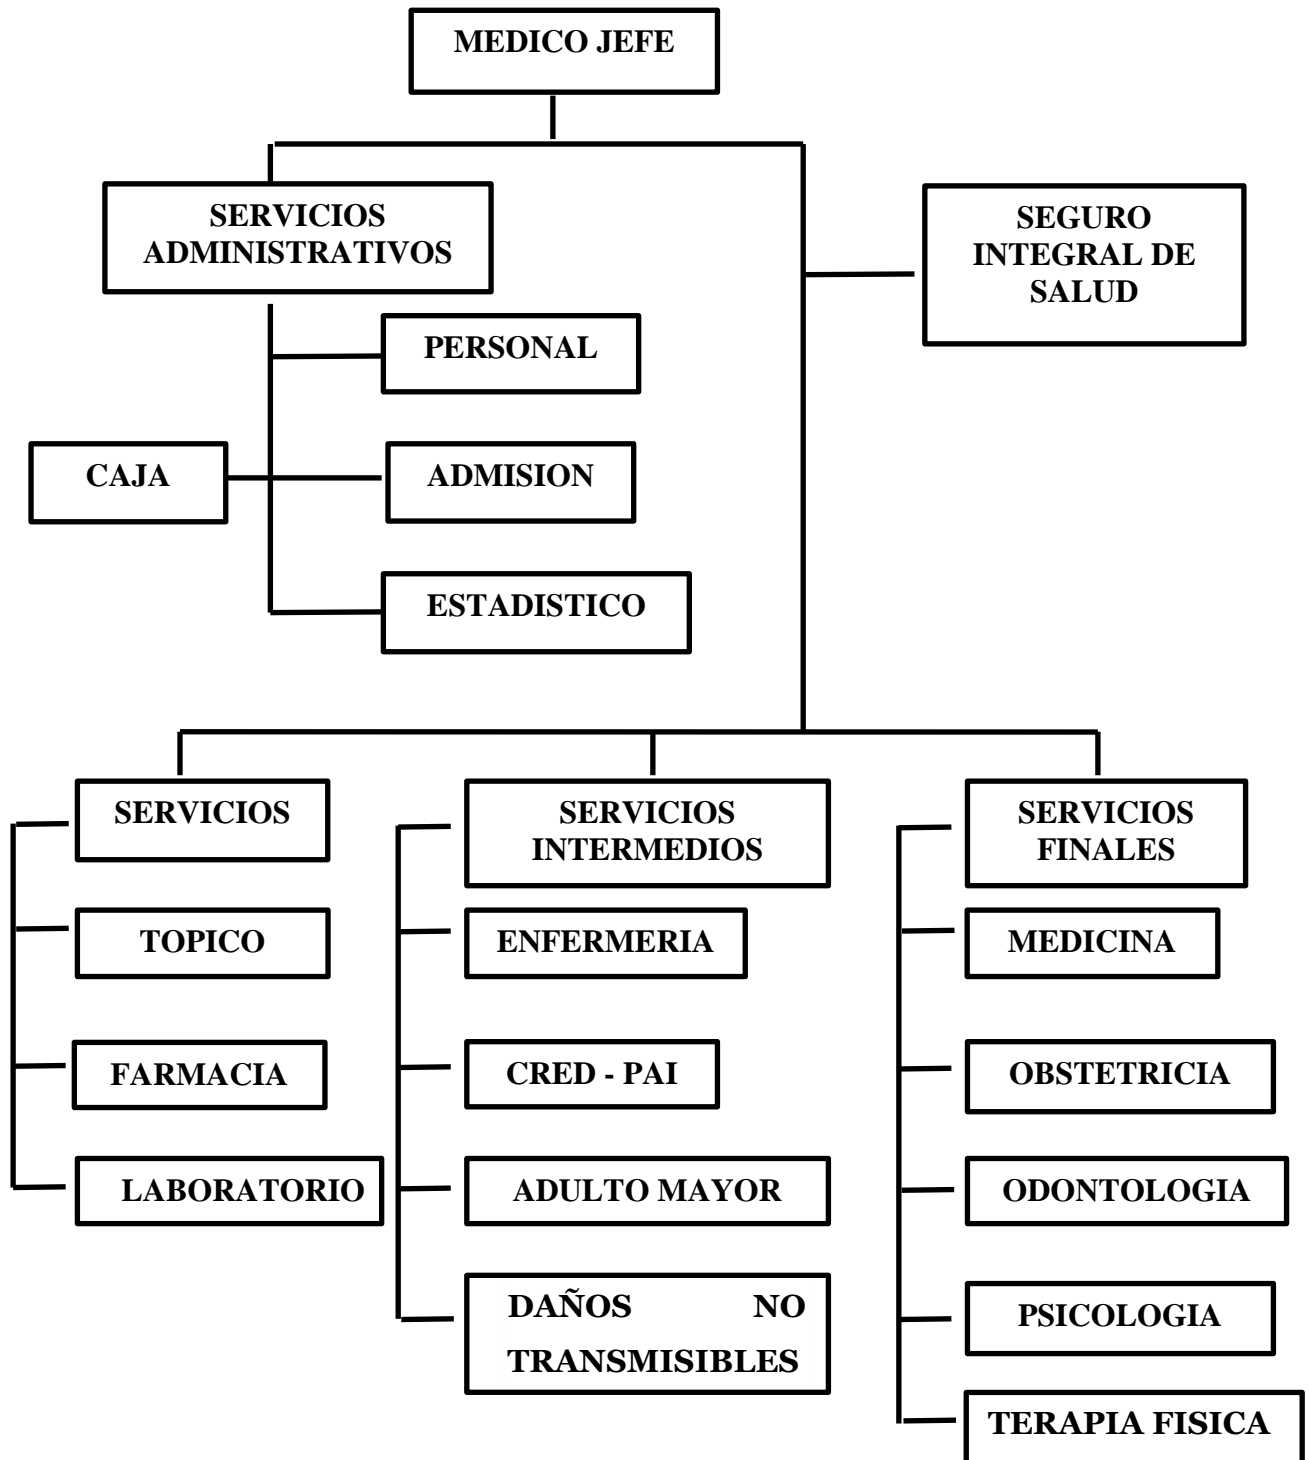 MEDICO JEFE
SERVICIOS
ADMINISTRATIVOS
SEGURO
INTEGRAL DE
SALUD
PERSONAL
CAJA
ADMISION
ESTADISTICO
SERVICIOS
TOPICO
FARMACIA
LABORATORIO
SERVICIOS
INTERMEDIOS
ENFERMERIA
CRED - PAI
ADULTO MAYOR
DAÑOS NO
TRANSMISIBLES
SERVICIOS
FINALES
MEDICINA
OBSTETRICIA
ODONTOLOGIA
PSICOLOGIA
TERAPIA FISICA